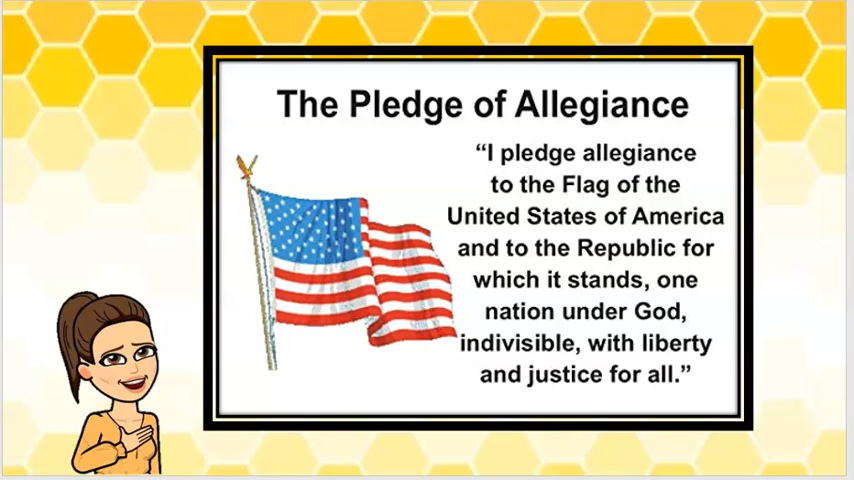 The Pledge of Allegiance
“I pledge allegiance
to the Flag of the
United States of America
and to the Republic for
which it stands, one
nation under God,
indivisible, with liberty
and justice for all.”